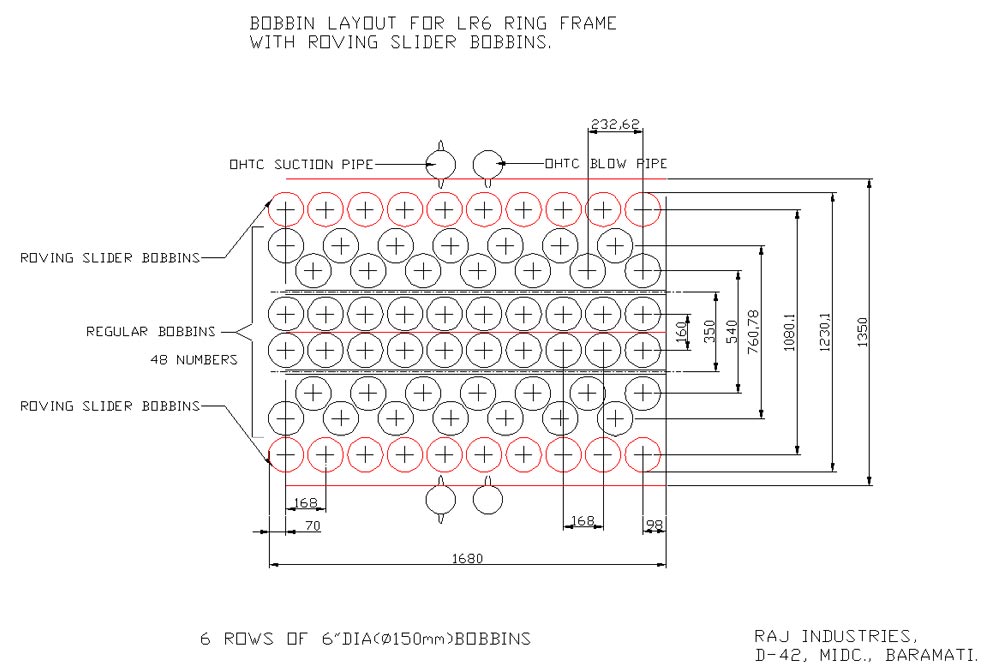 BOBBIN LAYOUT FOR LR6 RING FRAME
WITH ROVING SLIDER BOBBINS.
232,62
OHTC SUCTION PIPE
OHTC BLOW PIPE
ROVING SLIDER BOBBINS
REGULAR BOBBINS
48 NUMBERS
ROVING SLIDER BOBBINS
160
350
540
760,78
1080,1
1230,1
1350
168
70
168
98
1680
6 ROWS OF 6"DIA(Ø150mm)BOBBINS
RAJ INDUSTRIES,
D-42, MIDC., BARAMATI.